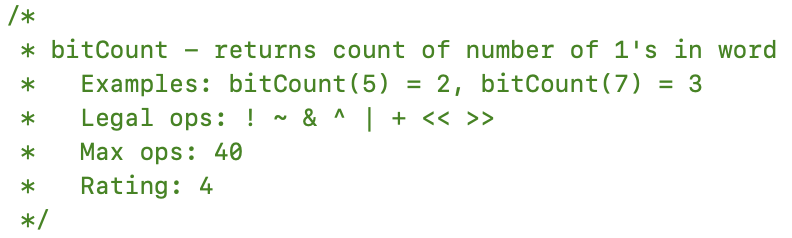 /*
 * bitCount – returns count of number of 1's in word
 *   Examples: bitCount(5) = 2, bitCount(7) = 3
 *   Legal ops: ! ~ & ^ | + << >>
 *   Max ops: 40
 *   Rating: 4
 */